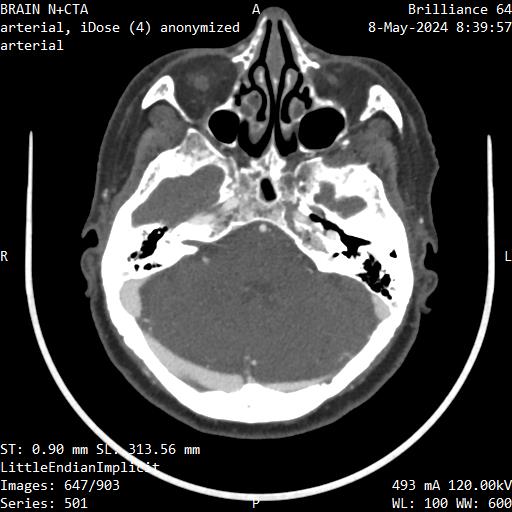 BRAIN N+CTA
A
Brilliance 64
arterial, iDose (4) anonymized
8-May-2024 8:39:57
arterial
R
L
ST: 0.90 mm SL: 313.56 mm
LittleEndianImplicit
Images: 647/903
493 mA 120.00kV
Series: 501
P
WL: 100 WW: 600